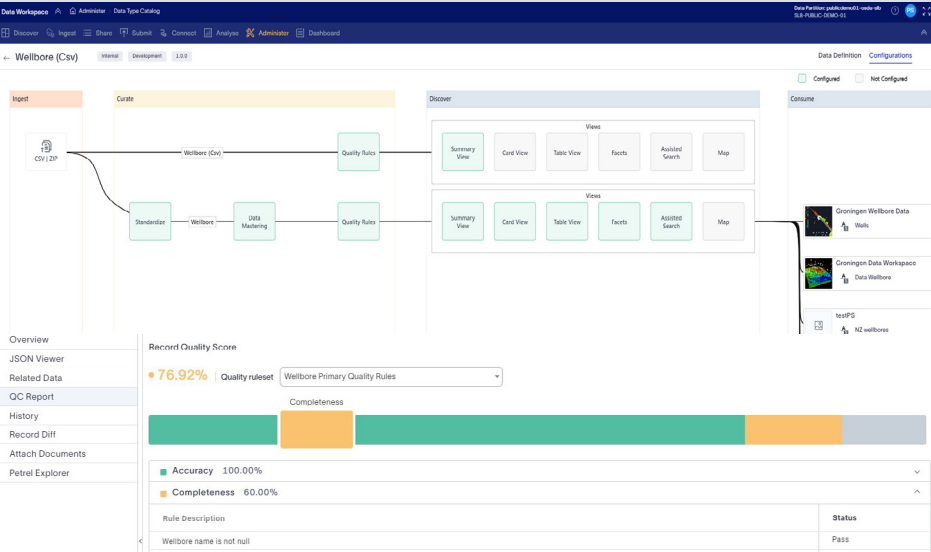 Data Workspace Administer Data Type Catalog
Data Partition: publicdemo01-osdu-slb
SLB-PUBLIC-DEMO-01
PS
Discover Ingest Share Submit Connect Analyse Administer Dashboard
← Wellbore (Csv) Internal Development 1.0.0
Data Definition Configurations
Configured Not Configured
Ingest Curate Discover Consume
Views
CSV | ZIP
Wellbore (Csv)
Quality Rules
Summary View
Card View
Table View
Facets
Assisted Search
Map
Views
Standardize
Wellbore
Data Mastering
Quality Rules
Summary View
Card View
Table View
Facets
Assisted Search
Map
Groningen Wellbore Data
Wells
Groningen Data Workspace
Data Wellbore
testPS
NZ wellbores
Overview
JSON Viewer
Related Data
QC Report
History
Record Diff
Attach Documents
Petrel Explorer
Record Quality Score
76.92% Quality ruleset Wellbore Primary Quality Rules
Completeness
Accuracy 100.00%
Completeness 60.00%
Rule Description Status
Wellbore name is not null Pass